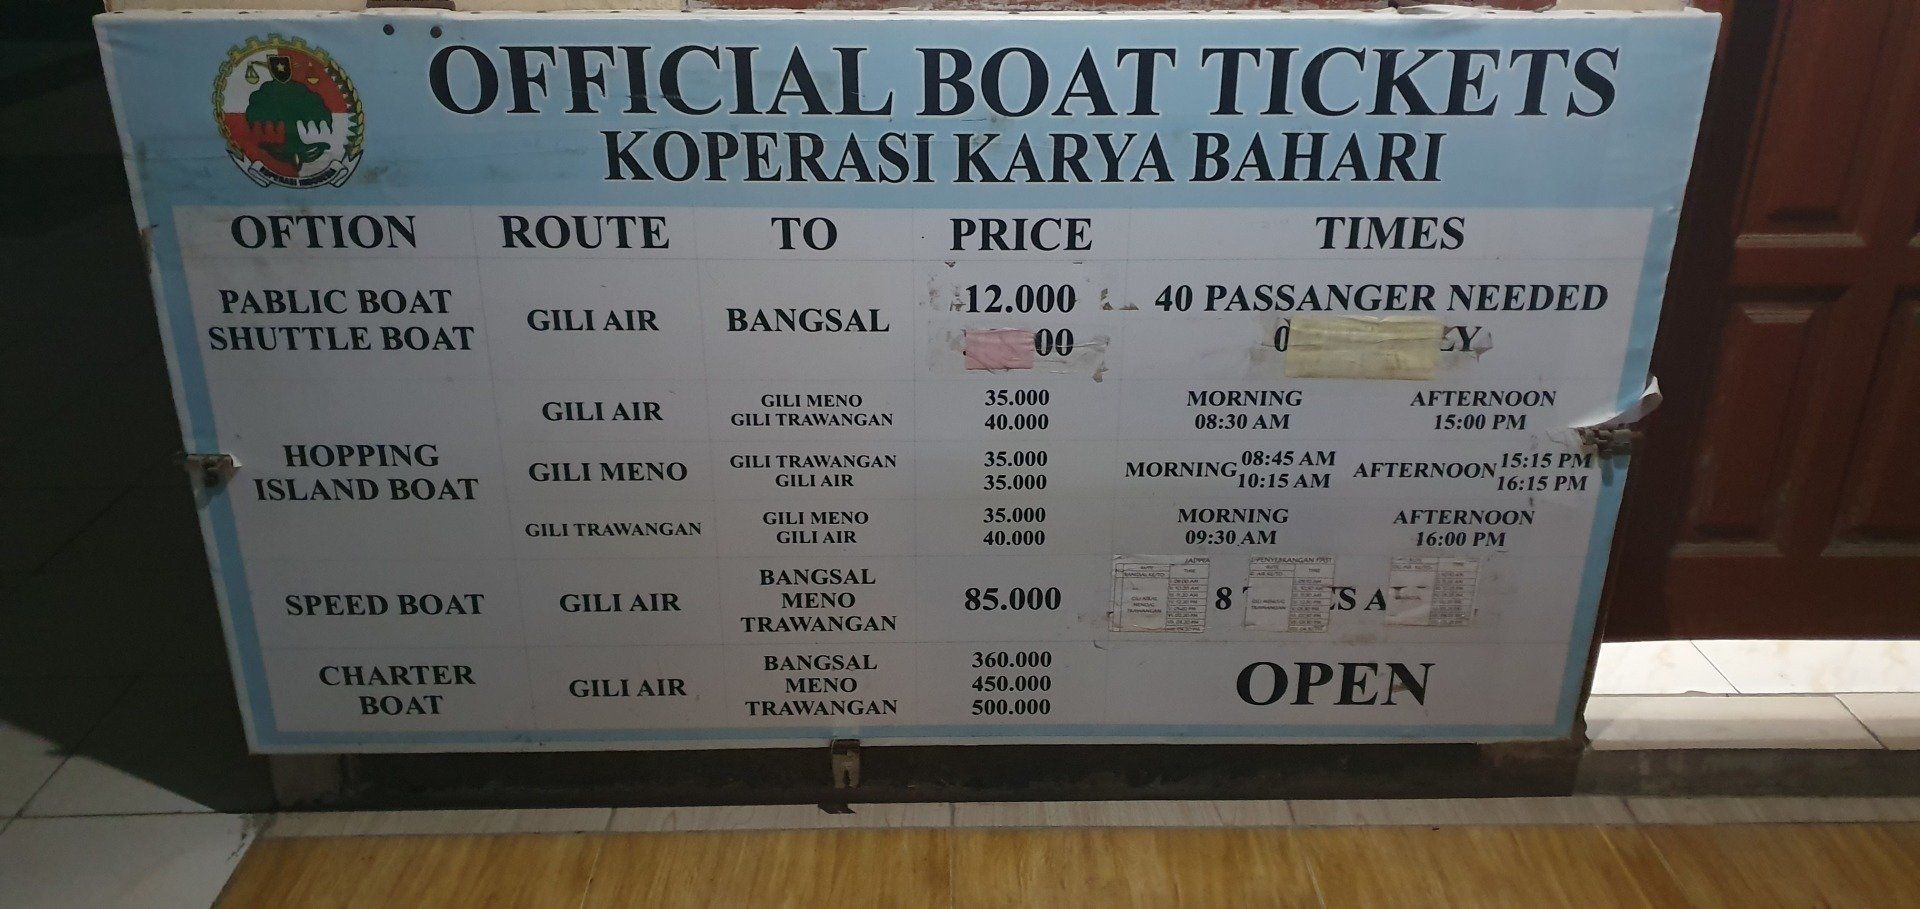 OFFICIAL BOAT TICKETS
KOPERASI KARYA BAHARI
KOPERASI INDONESIA
OFTION ROUTE TO PRICE TIMES
PABLIC BOAT
SHUTTLE BOAT
GILI AIR
BANGSAL
12.000
00
40 PASSANGER NEEDED
HOPPING
ISLAND BOAT
GILI AIR
GILI MENO 35.000
GILI TRAWANGAN 40.000
MORNING
08:30 AM
AFTERNOON
15:00 PM
GILI MENO
GILI TRAWANGAN 35.000
GILI AIR 35.000
MORNING 08:45 AM
10:15 AM
AFTERNOON 15:15 PM
16:15 PM
GILI TRAWANGAN
GILI MENO 35.000
GILI AIR 40.000
MORNING
09:30 AM
AFTERNOON
16:00 PM
SPEED BOAT
GILI AIR
BANGSAL
MENO
TRAWANGAN
85.000
8
CHARTER
BOAT
GILI AIR
BANGSAL 360.000
MENO 450.000
TRAWANGAN 500.000
OPEN